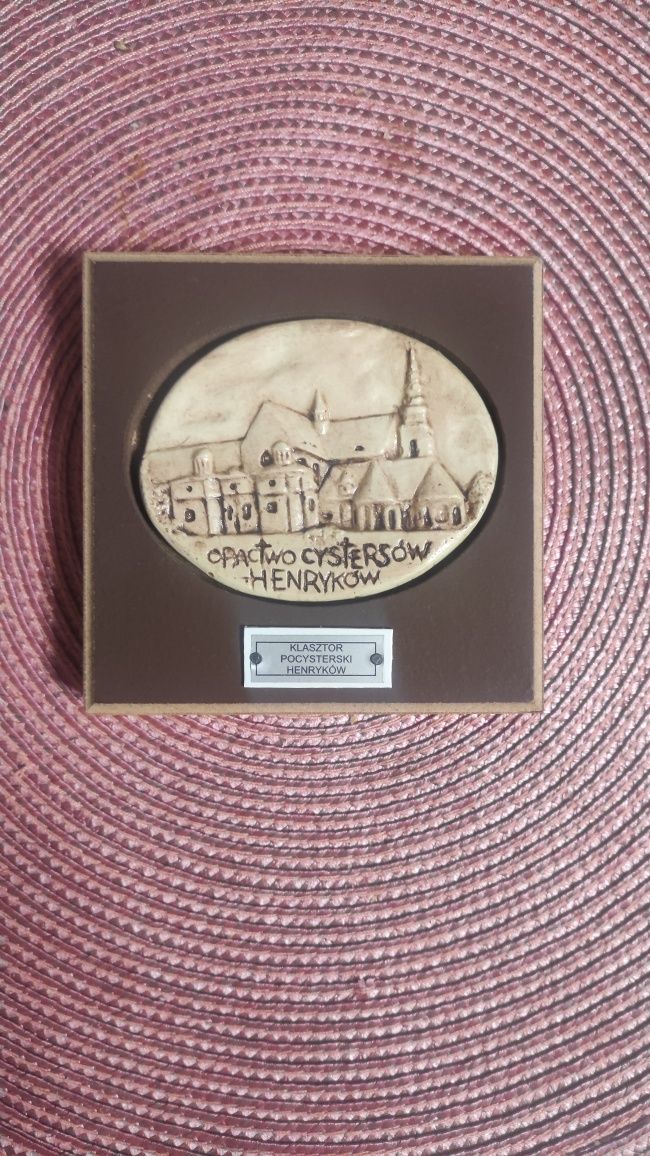 OPACTWO CYSTERSÓW
HENRYKÓW
KLASZTOR
POCYSTERSKI
HENRYKÓW